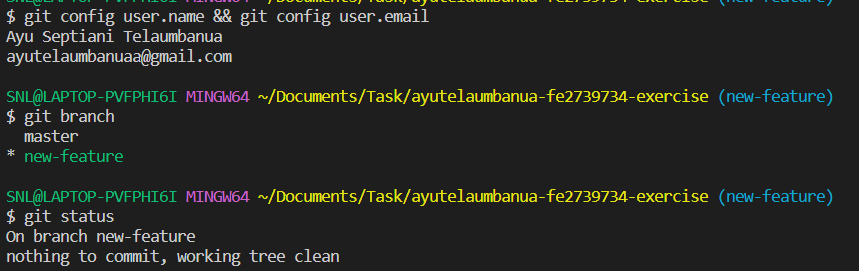 SNL@LAPTOP-PVFPHI6I MINGW64 ~/Documents/Task/ayutelaumbanua-fe2739734-exercise (new-feature)
$ git config user.name && git config user.email
Ayu Septiani Telaumbanua
ayutelaumbanuaa@gmail.com
SNL@LAPTOP-PVFPHI6I MINGW64 ~/Documents/Task/ayutelaumbanua-fe2739734-exercise (new-feature)
$ git branch
  master
* new-feature
SNL@LAPTOP-PVFPHI6I MINGW64 ~/Documents/Task/ayutelaumbanua-fe2739734-exercise (new-feature)
$ git status
On branch new-feature
nothing to commit, working tree clean